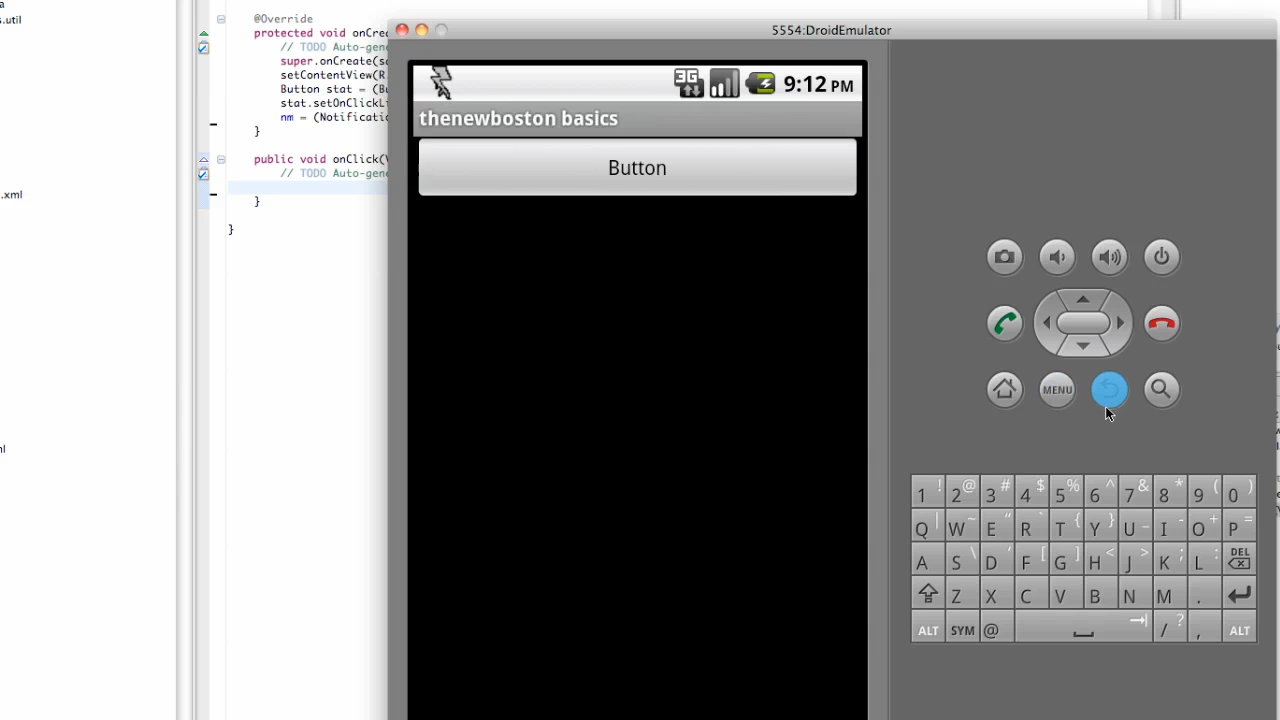 s.util
.xml
@Override
protected void onCre
// TODO Auto-gene
super.onCreate(sa
setContentView(R.
Button stat = (Bu
stat.setOnClickLi
nm = (Notificatio
}
public void onClick(V
// TODO Auto-gene
}
}
5554:DroidEmulator
3G
9:12 PM
thenewboston basics
Button
MENU
1 ! 2 @ 3 # 4 $ 5 % 6 ^ 7 & 8 * 9 ( 0 )
Q | W ~ E “ R ` T { Y } U _ I - O + P =
A S \ D ‘ F [ G ] H < J > K ; L : DEL
Z X C V B N M .
ALT SYM @ / ? , ALT